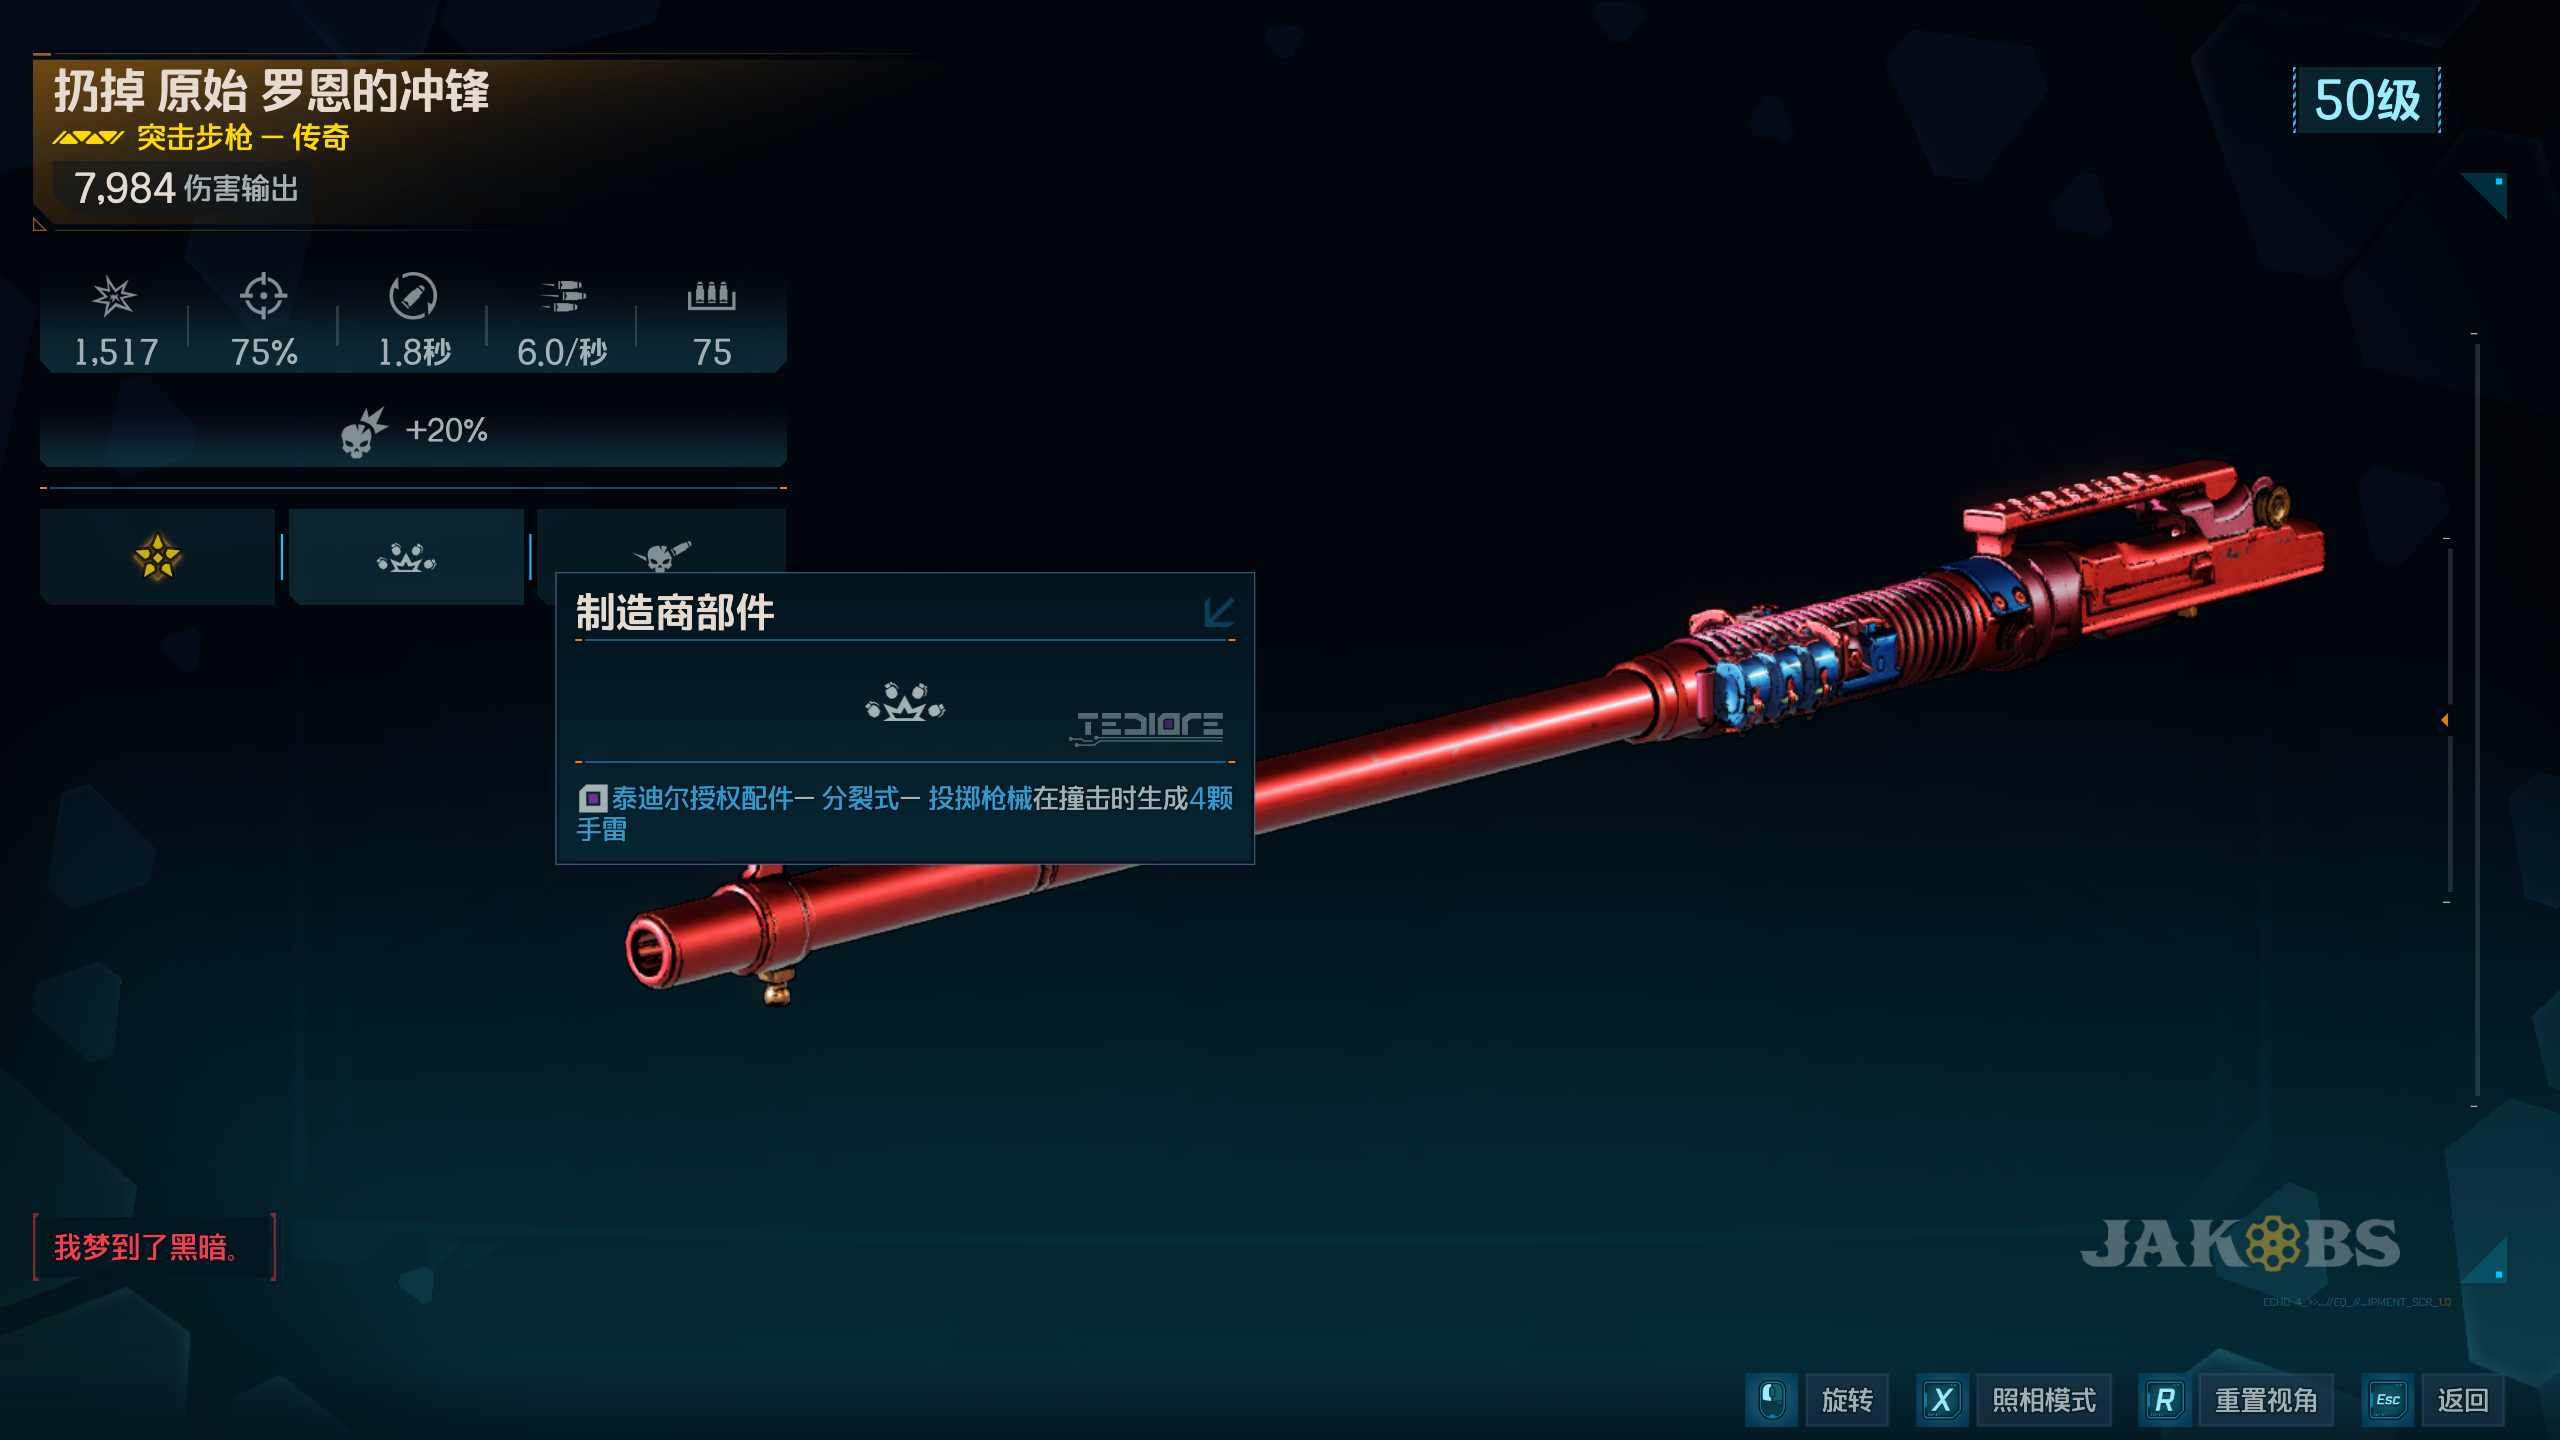 扔掉 原始 罗恩的冲锋
突击步枪 — 传奇
7,984 伤害输出
50级
1,517
75%
1.8秒
6.0/秒
75
+20%
制造商部件
TEDIORE
泰迪尔授权配件— 分裂式— 投掷枪械在撞击时生成4颗
手雷
我梦到了黑暗。
JAKOBS
旋转
X 照相模式
R 重置视角
Esc 返回